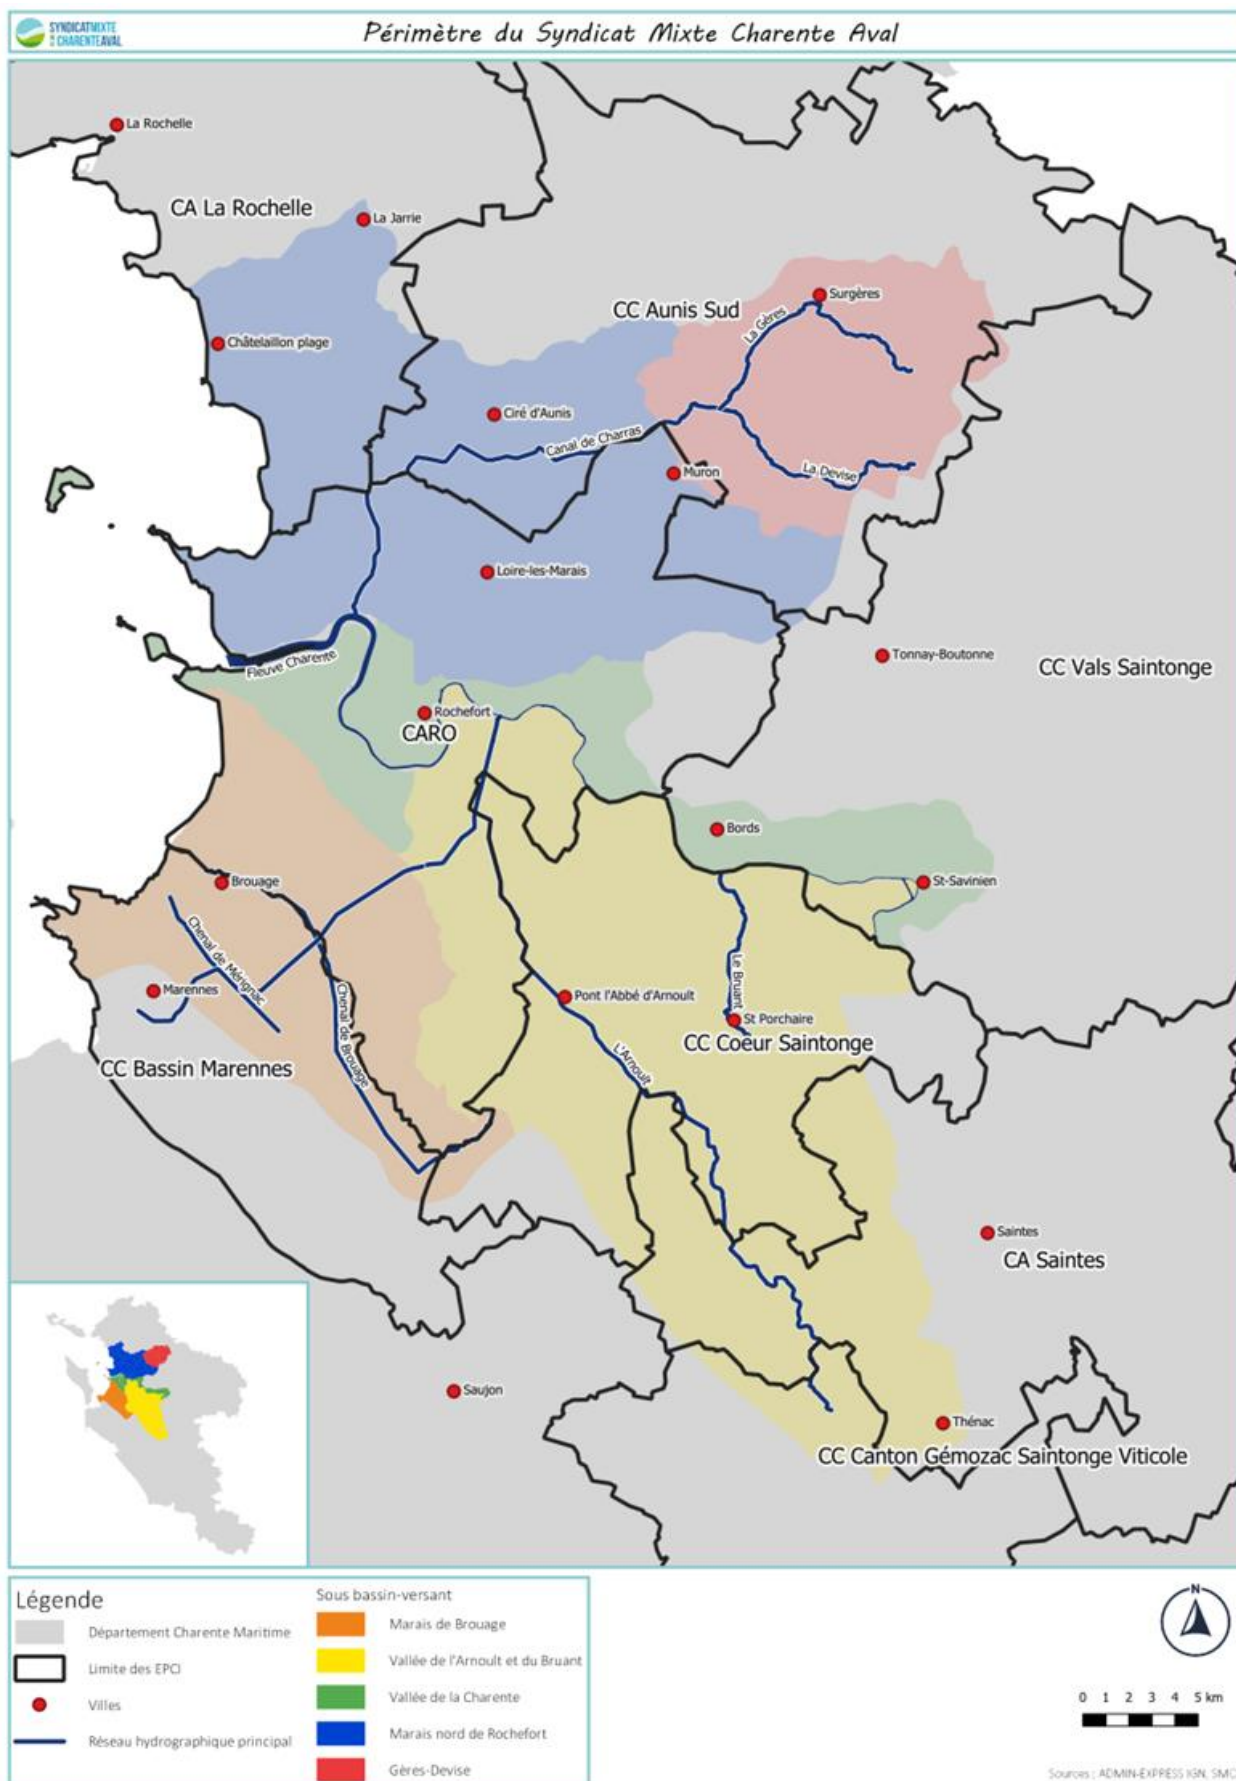 SYNDICAT MIXTE
CHARENTE AVAL
Périmètre du Syndicat Mixte Charente Aval
La Rochelle
CA La Rochelle
La Jarrie
CC Aunis Sud
Surgères
La Gères
Châtelaillon plage
Ciré d'Aunis
Canal de Charras
Muron
La Devise
Loire-les-Marais
Tonnay-Boutonne
CC Vals Saintonge
Fleuve Charente
Rochefort
CARO
Bords
Brouage
St-Savinien
Chenal de Mérignac
Le Bruant
Marennes
Pont l'Abbé d'Arnoult
Chenal de Brouage
St Porchaire
CC Coeur Saintonge
CC Bassin Marennes
L'Arnoult
Saintes
CA Saintes
Saujon
Thénac
CC Canton Gémozac Saintonge Viticole
Légende
Département Charente Maritime
Limite des EPCI
Villes
Réseau hydrographique principal
Sous bassin-versant
Marais de Brouage
Vallée de l'Arnoult et du Bruant
Vallée de la Charente
Marais nord de Rochefort
Gères-Devise
N
0 1 2 3 4 5 km
Sources : ADMIN-EXPRESS IGN, SMC